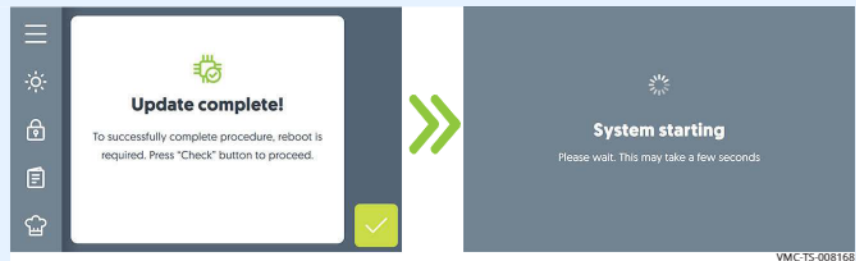 Update complete!
To successfully complete procedure, reboot is
required. Press "Check" button to proceed.
System starting
Please wait. This may take a few seconds
VMC-TS-008168